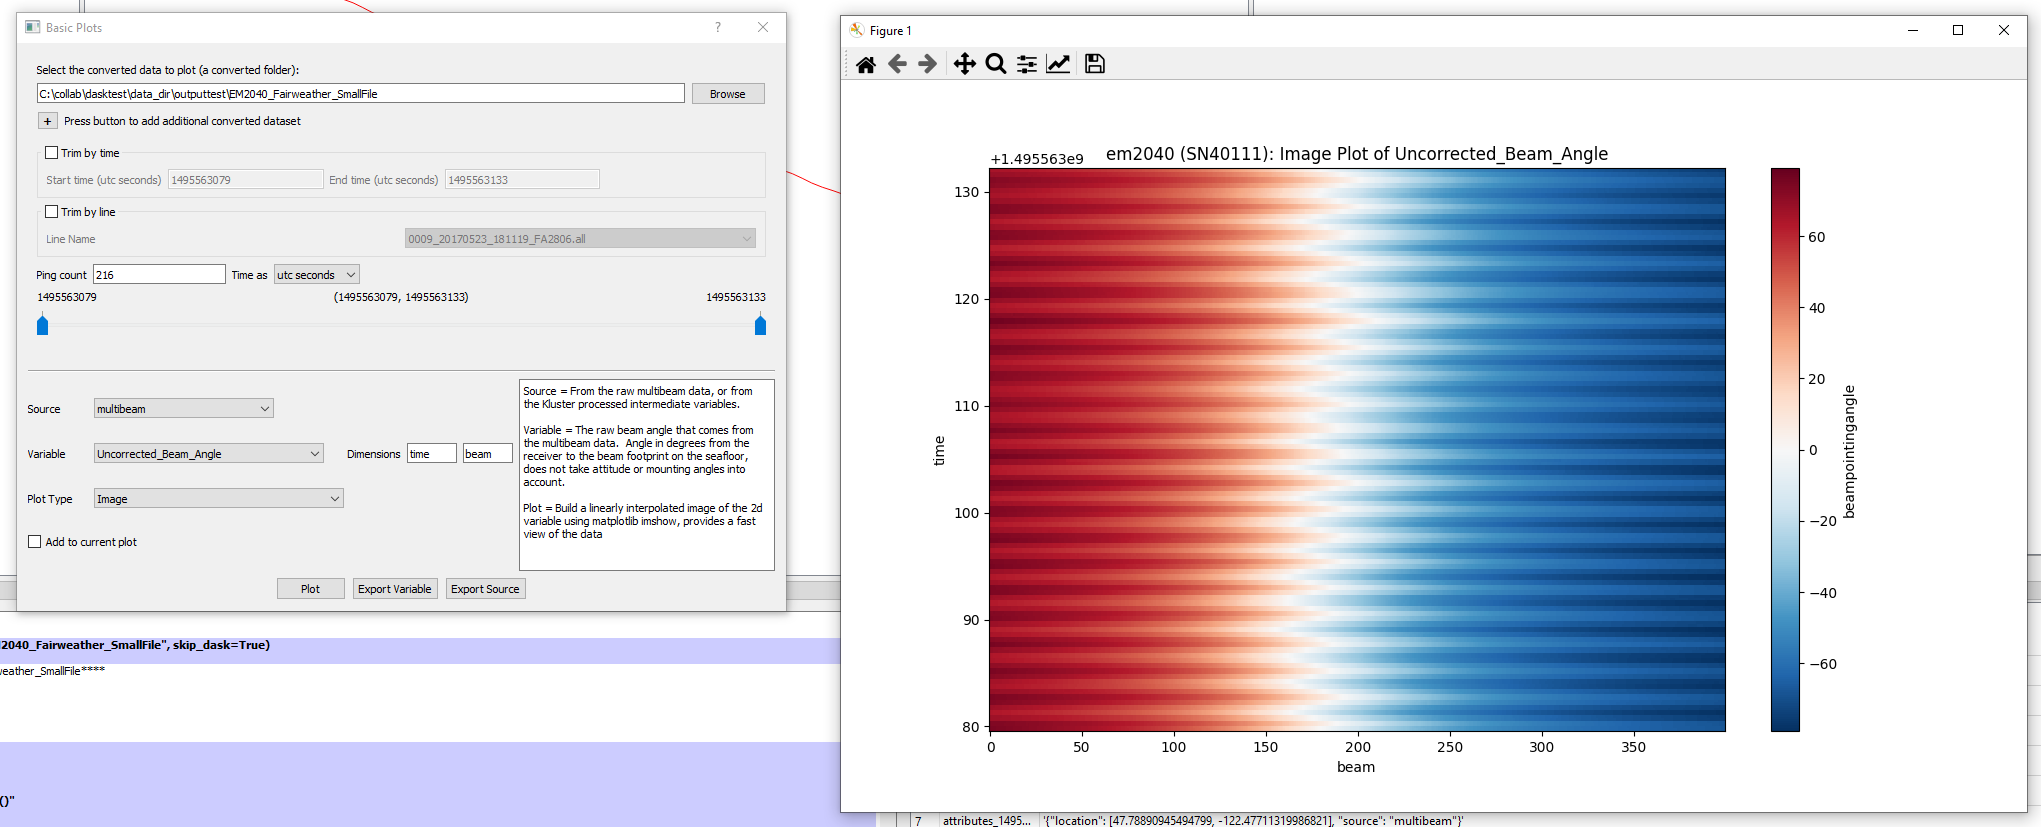 Basic Plots
?
Select the converted data to plot (a converted folder):
C:\collab\dasktest\data_dir\outputtest\EM2040_Fairweather_SmallFile
Browse
+ Press button to add additional converted dataset
Trim by time
Start time (utc seconds) 1495563079 End time (utc seconds) 1495563133
Trim by line
Line Name 0009_20170523_181119_FA2806.all
Ping count 216 Time as utc seconds
1495563079 (1495563079, 1495563133) 1495563133
Source multibeam
Variable Uncorrected_Beam_Angle Dimensions time beam
Plot Type Image
Add to current plot
Source = From the raw multibeam data, or from
the Kluster processed intermediate variables.
Variable = The raw beam angle that comes from
the multibeam data. Angle in degrees from the
receiver to the beam footprint on the seafloor,
does not take attitude or mounting angles into
account.
Plot = Build a linearly interpolated image of the 2d
variable using matplotlib imshow, provides a fast
view of the data
Plot Export Variable Export Source
M2040_Fairweather_SmallFile", skip_dask=True)
weather_SmallFile****
()"
Figure 1
+1.495563e9
em2040 (SN40111): Image Plot of Uncorrected_Beam_Angle
130
120
110
100
90
80
time
0 50 100 150 200 250 300 350
beam
60
40
20
0
−20
−40
−60
beampointingangle
7 attributes_1495... '{"location": [47.78890945494799, -122.47711319986821], "source": "multibeam"}'